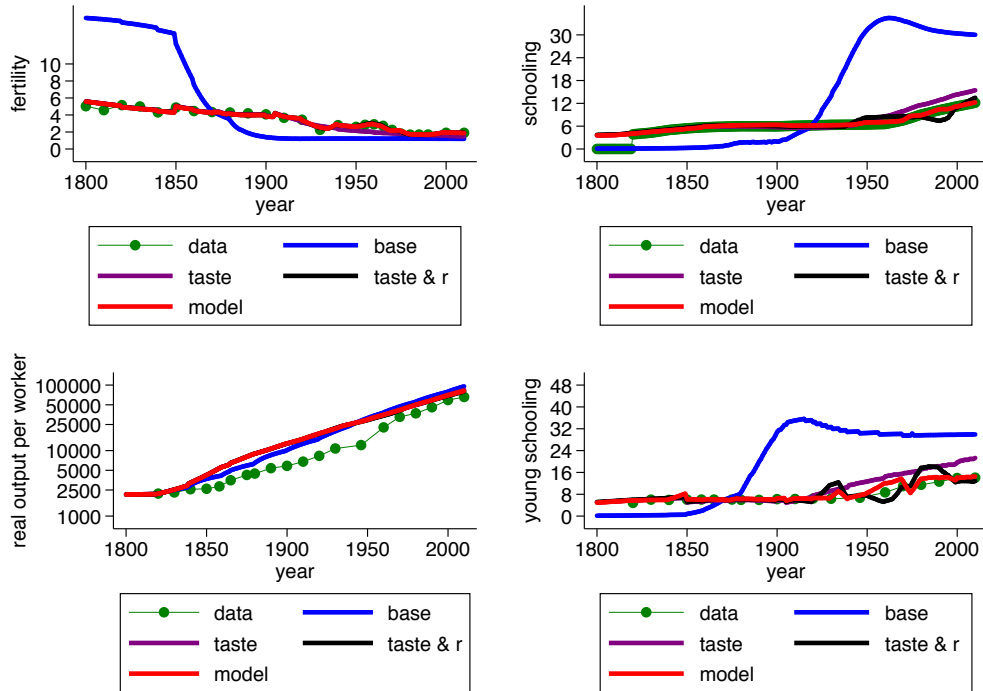 fertility
10
8
6
4
2
0
1800 1850 1900 1950 2000
year
data base
taste taste & r
model
schooling
30
24
18
12
6
0
1800 1850 1900 1950 2000
year
data base
taste taste & r
model
real output per worker
100000
50000
25000
10000
5000
2500
1000
1800 1850 1900 1950 2000
year
data base
taste taste & r
model
young schooling
48
40
32
24
16
8
0
1800 1850 1900 1950 2000
year
data base
taste taste & r
model